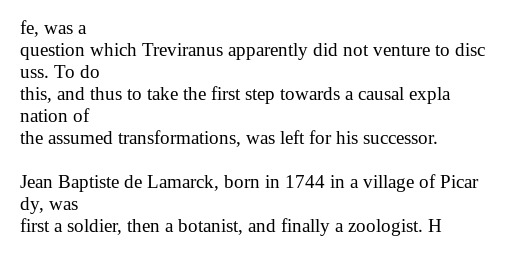 fe, was a
question which Treviranus apparently did not venture to disc
uss. To do
this, and thus to take the first step towards a causal expla
nation of
the assumed transformations, was left for his successor.

Jean Baptiste de Lamarck, born in 1744 in a village of Picar
dy, was
first a soldier, then a botanist, and finally a zoologist. H